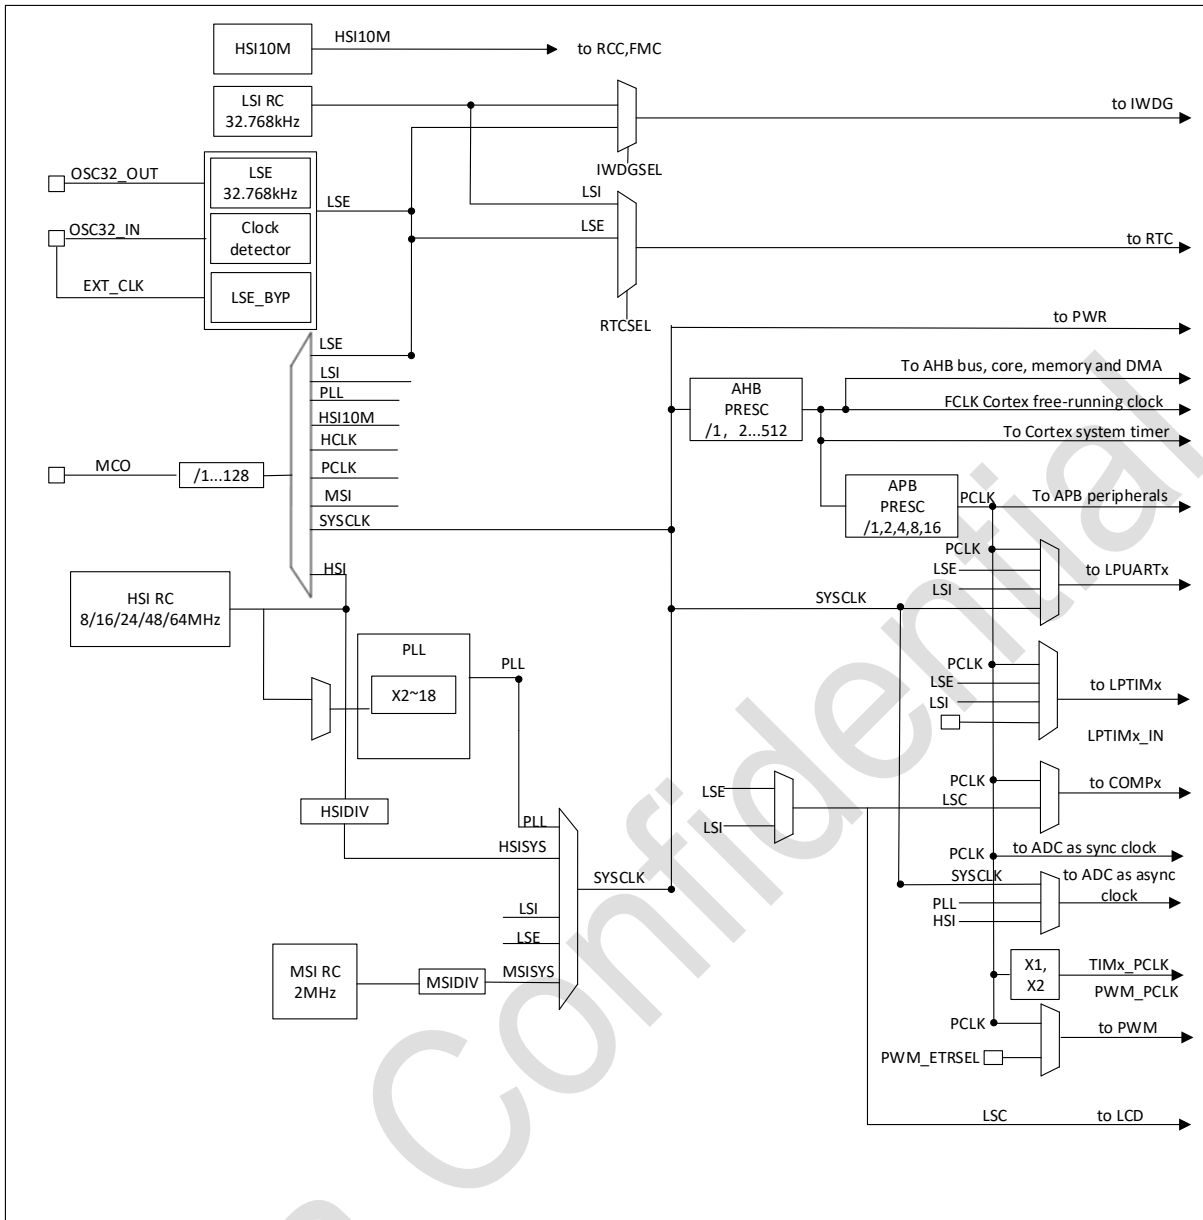 HSI10M
HSI10M
to RCC,FMC
LSI RC
32.768kHz
to IWDG
IWDGSEL
OSC32_OUT
LSE
32.768kHz
LSE
OSC32_IN
Clock
detector
EXT_CLK
LSE_BYP
LSI
LSE
to RTC
RTCSEL
to PWR
LSE
LSI
PLL
HSI10M
HCLK
PCLK
MSI
SYSCLK
HSI
MCO
/1...128
AHB
PRESC
/1, 2...512
To AHB bus, core, memory and DMA
FCLK Cortex free-running clock
To Cortex system timer
APB
PRESC
/1,2,4,8,16
PCLK
To APB peripherals
PCLK
LSE
LSI
SYSCLK
to LPUARTx
HSI RC
8/16/24/48/64MHz
PLL
X2~18
PLL
PCLK
LSE
LSI
to LPTIMx
LPTIMx_IN
HSIDIV
LSE
LSI
PCLK
LSC
to COMPx
PLL
HSISYS
SYSCLK
LSI
LSE
MSISYS
MSI RC
2MHz
MSIDIV
PCLK
to ADC as sync clock
SYSCLK
PLL
HSI
to ADC as async
clock
X1,
X2
TIMx_PCLK
PWM_PCLK
PCLK
to PWM
PWM_ETRSEL
LSC
to LCD
Confidential